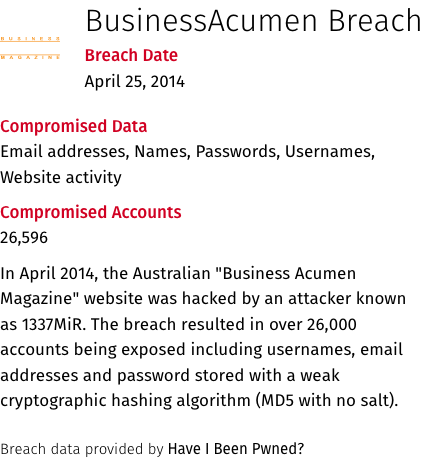 BusinessAcumen Breach
BUSINESS
MAGAZINE
Breach Date
April 25, 2014
Compromised Data
Email addresses, Names, Passwords, Usernames,
Website activity
Compromised Accounts
26,596
In April 2014, the Australian "Business Acumen
Magazine" website was hacked by an attacker known
as 1337MiR. The breach resulted in over 26,000
accounts being exposed including usernames, email
addresses and password stored with a weak
cryptographic hashing algorithm (MD5 with no salt).
Breach data provided by Have I Been Pwned?